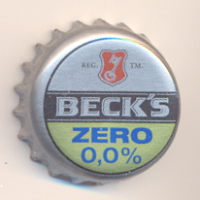 REG. TM.
BECK'S
ZERO
0,0%